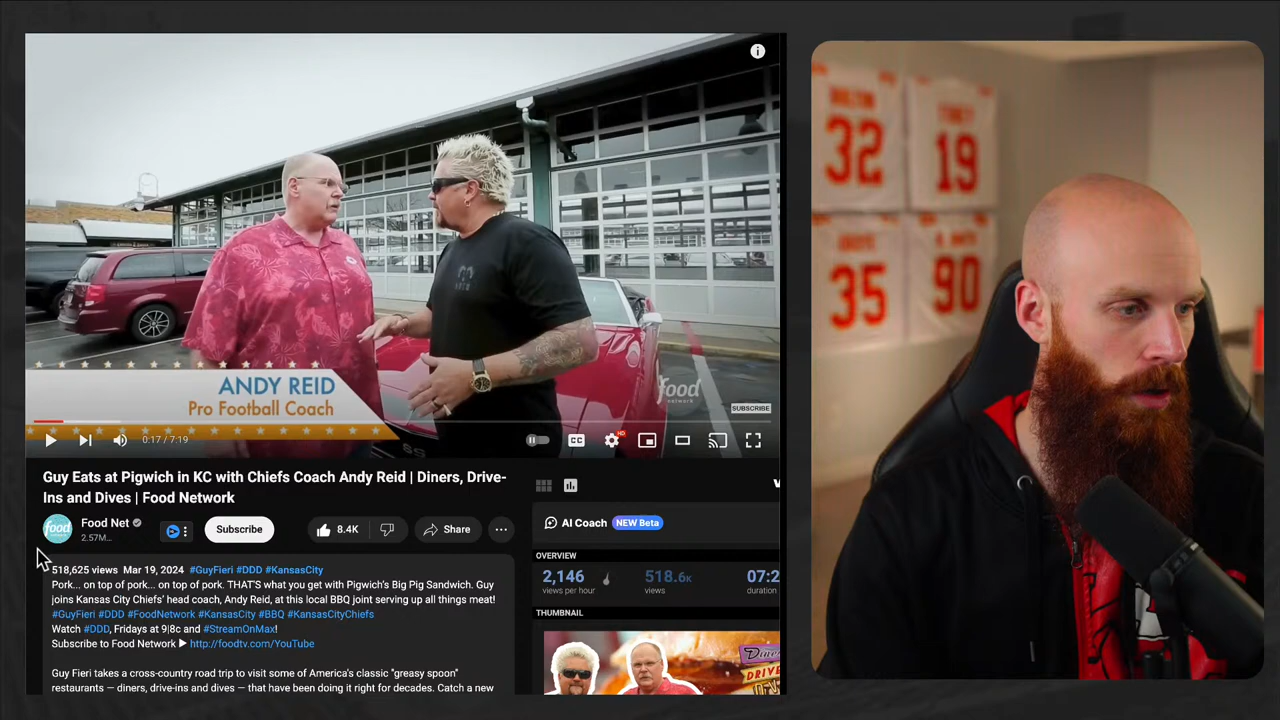 32
19
35
90
ANDY REID
Pro Football Coach
food
network
SUBSCRIBE
0:17 / 7:19
CC
HD
Guy Eats at Pigwich in KC with Chiefs Coach Andy Reid | Diners, Drive-
Ins and Dives | Food Network
food
Food Net
2.57M...
Subscribe
8.4K
Share
518,625 views Mar 19, 2024 #GuyFieri #DDD #KansasCity
Pork... on top of pork... on top of pork. THAT'S what you get with Pigwich's Big Pig Sandwich. Guy
joins Kansas City Chiefs' head coach, Andy Reid, at this local BBQ joint serving up all things meat!
#GuyFieri #DDD #FoodNetwork #KansasCity #BBQ #KansasCityChiefs
Watch #DDD, Fridays at 9|8c and #StreamOnMax!
Subscribe to Food Network ▶ http://foodtv.com/YouTube
Guy Fieri takes a cross-country road trip to visit some of America's classic "greasy spoon"
restaurants — diners, drive-ins and dives — that have been doing it right for decades. Catch a new
AI Coach NEW Beta
OVERVIEW
2,146
views per hour
518.6K
views
07:2
duration
THUMBNAIL